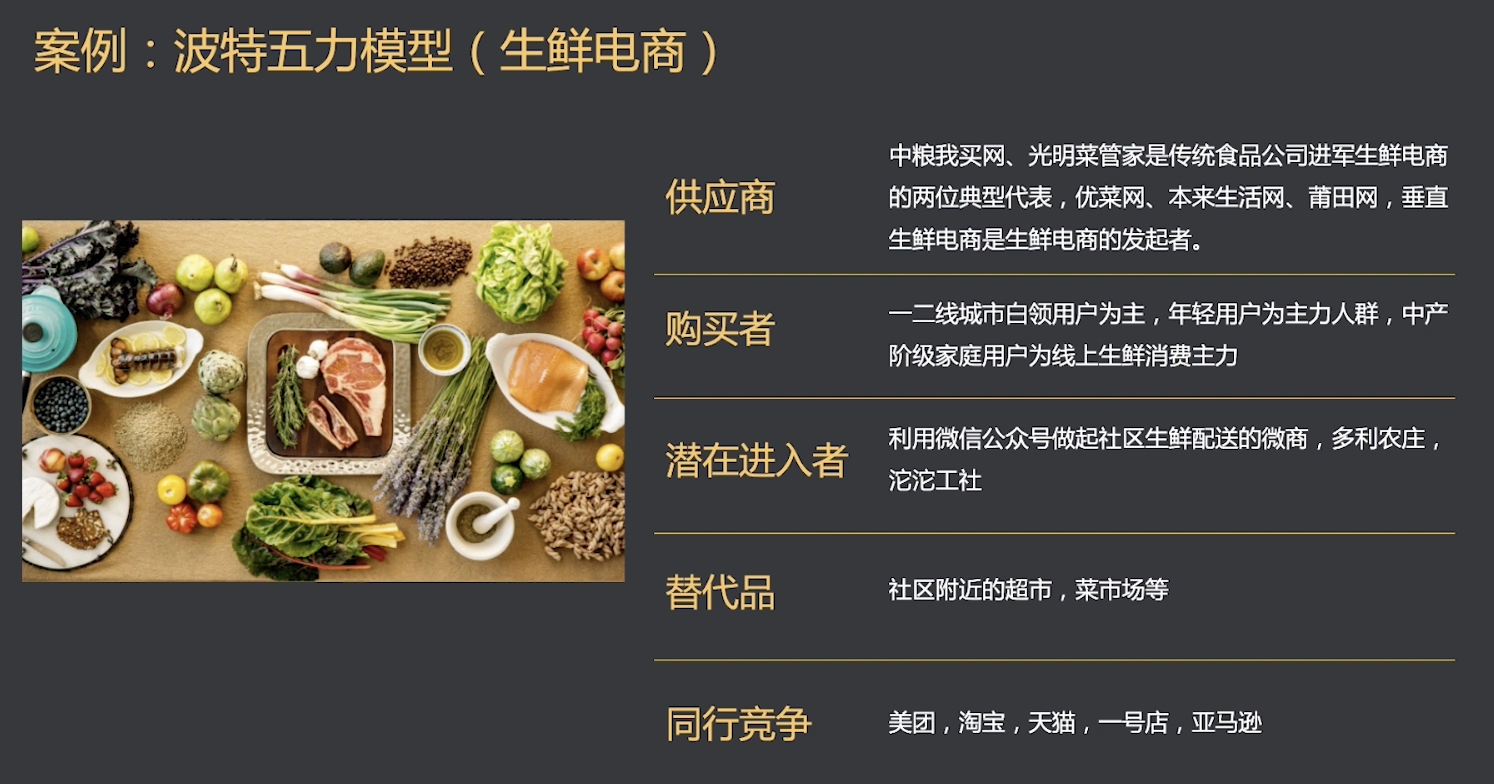 案例：波特五力模型（生鲜电商）
供应商
中粮我买网、光明菜管家是传统食品公司进军生鲜电商
的两位典型代表，优菜网、本来生活网、莆田网，垂直
生鲜电商是生鲜电商的发起者。
购买者
一二线城市白领用户为主，年轻用户为主力人群，中产
阶级家庭用户为线上生鲜消费主力
潜在进入者
利用微信公众号做起社区生鲜配送的微商，多利农庄，
沱沱工社
替代品
社区附近的超市，菜市场等
同行竞争
美团，淘宝，天猫，一号店，亚马逊